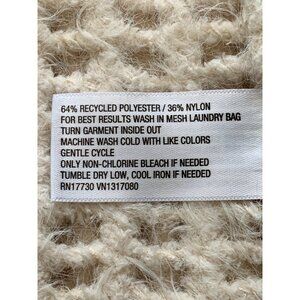 64% RECYCLED POLYESTER / 36% NYLON
FOR BEST RESULTS WASH IN MESH LAUNDRY BAG
TURN GARMENT INSIDE OUT
MACHINE WASH COLD WITH LIKE COLORS
GENTLE CYCLE
ONLY NON-CHLORINE BLEACH IF NEEDED
TUMBLE DRY LOW, COOL IRON IF NEEDED
RN17730 VN1317080